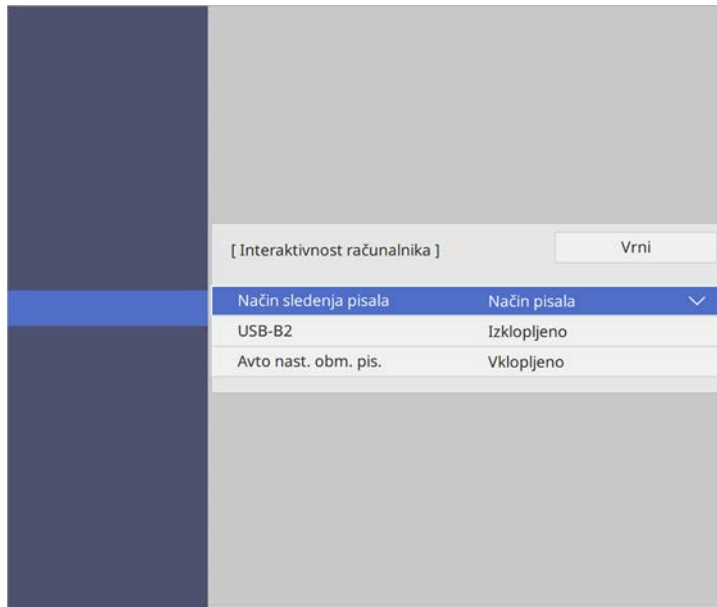 [ Interaktivnost računalnika ] Vrni
Način sledenja pisala Način pisala
USB-B2 Izklopljeno
Avto nast. obm. pis. Vklopljeno